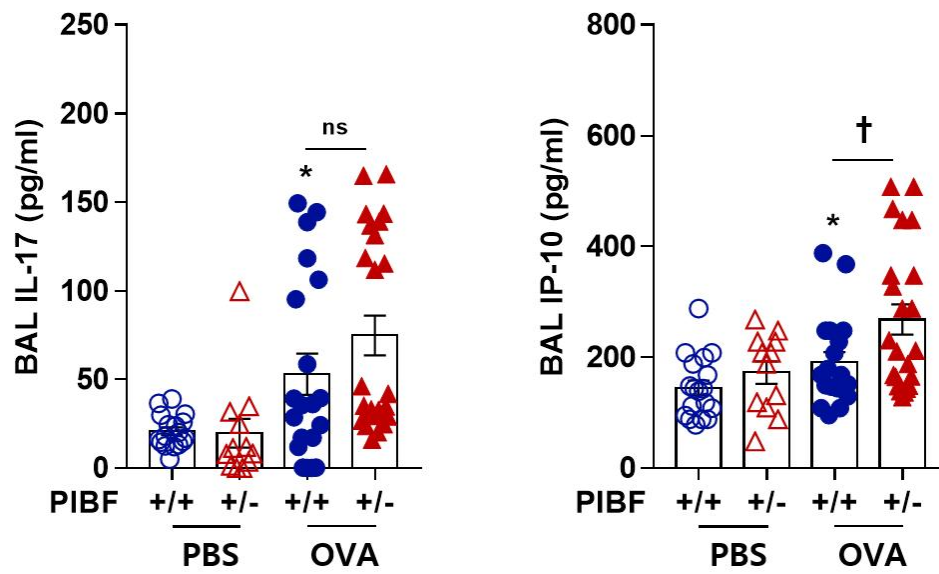 BAL IL-17 (pg/ml)
250
200
150
100
50
0
ns
*
PIBF +/+ +/- +/+ +/-
PBS OVA
BAL IP-10 (pg/ml)
800
600
400
200
0
†
*
PIBF +/+ +/- +/+ +/-
PBS OVA